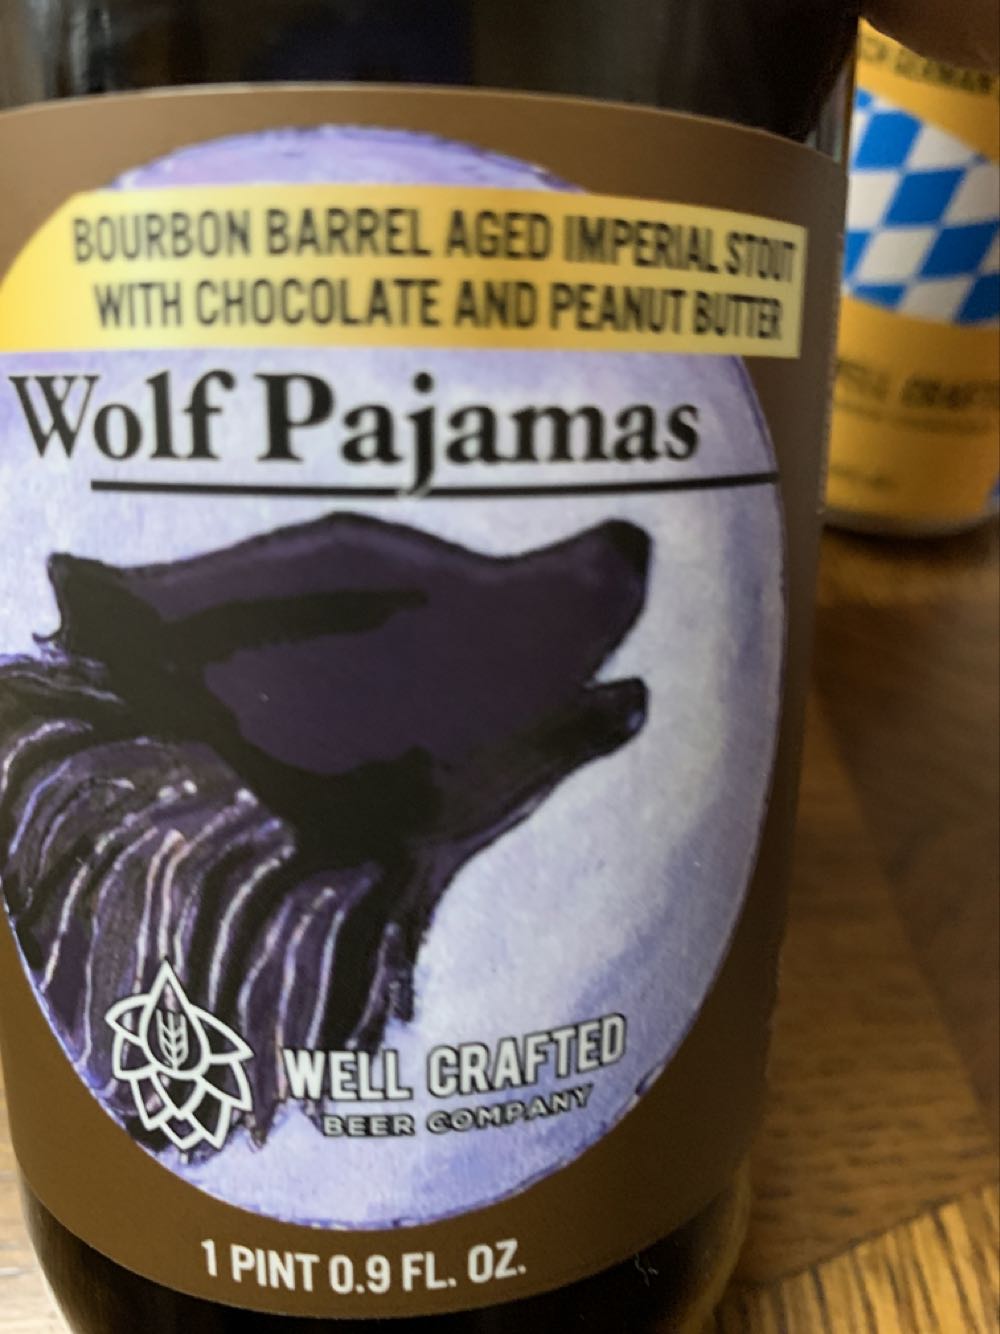 BOURBON BARREL AGED IMPERIAL STOUT
WITH CHOCOLATE AND PEANUT BUTTER
Wolf Pajamas
WELL CRAFTED
BEER COMPANY
1 PINT 0.9 FL. OZ.